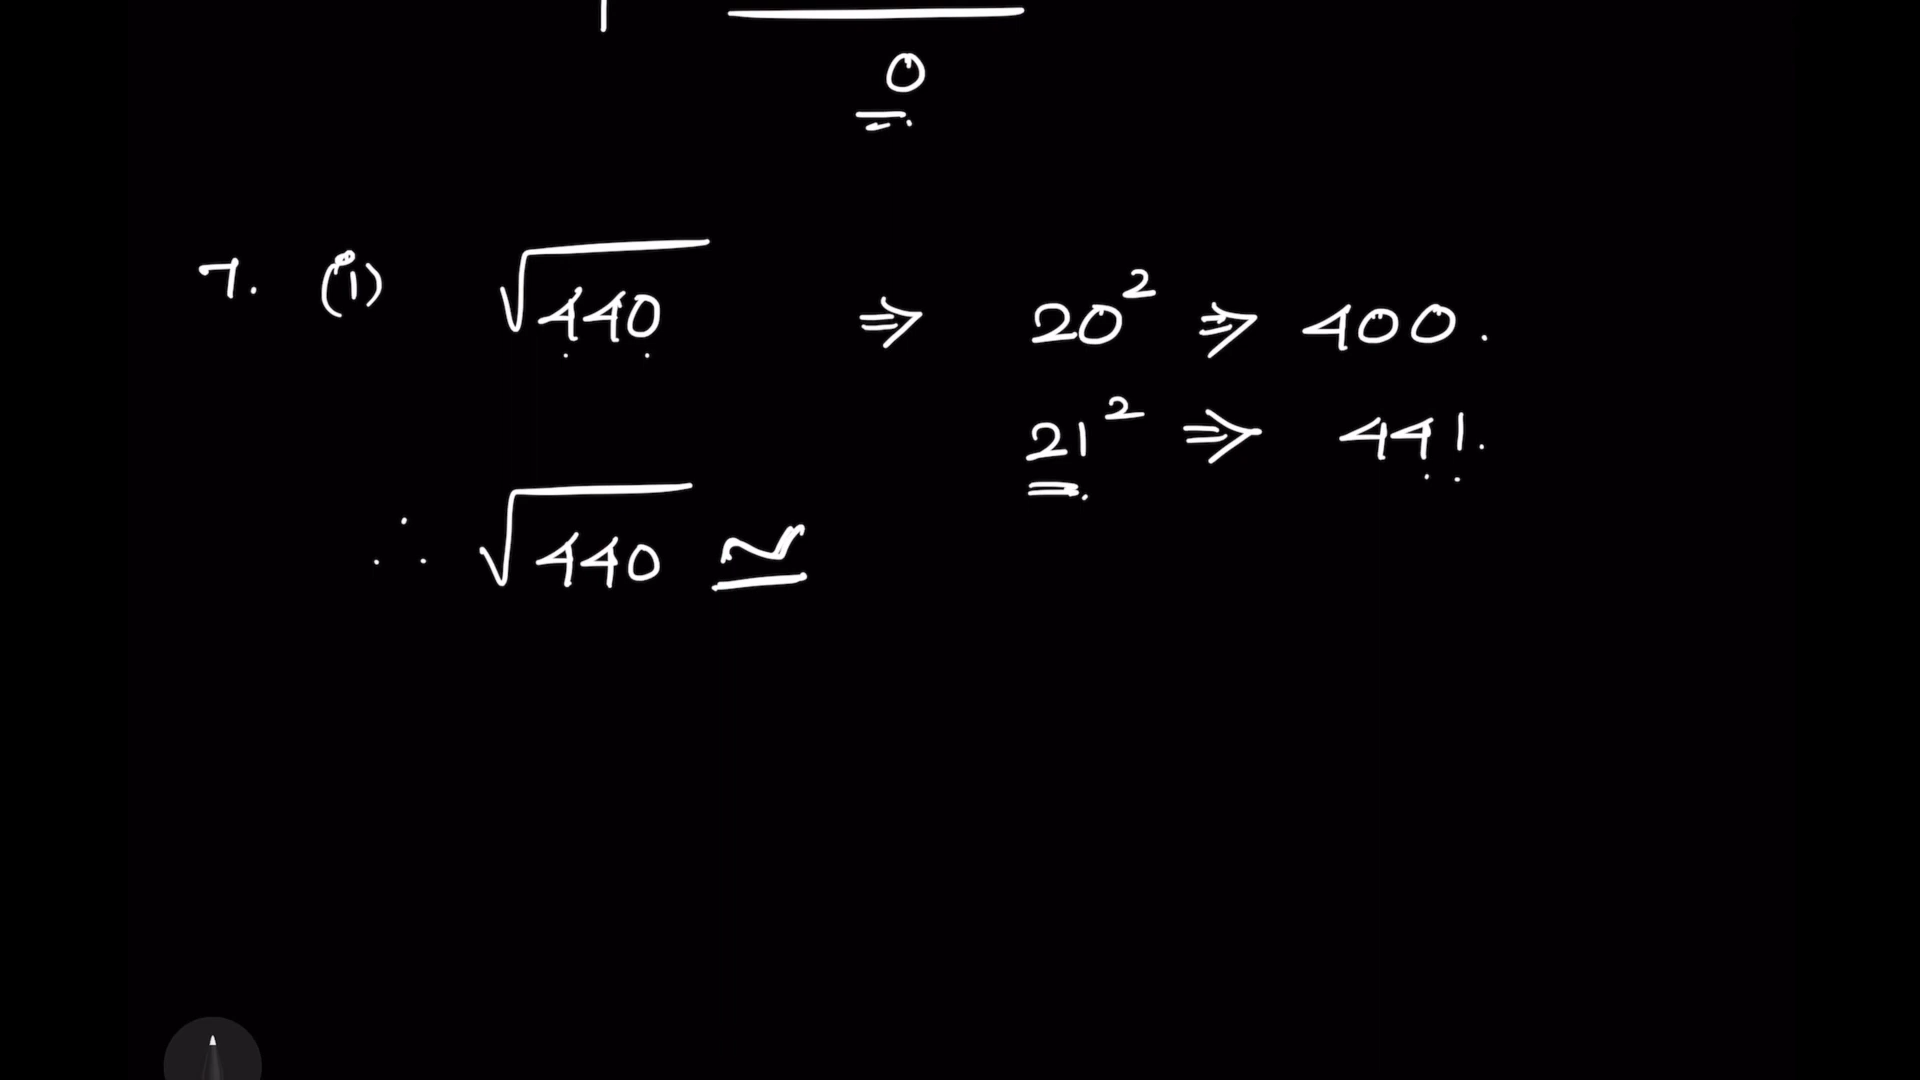 0
7. (i) √440 ⇒ 20² ⇒ 400.
21² ⇒ 441.
∴ √440 ≃